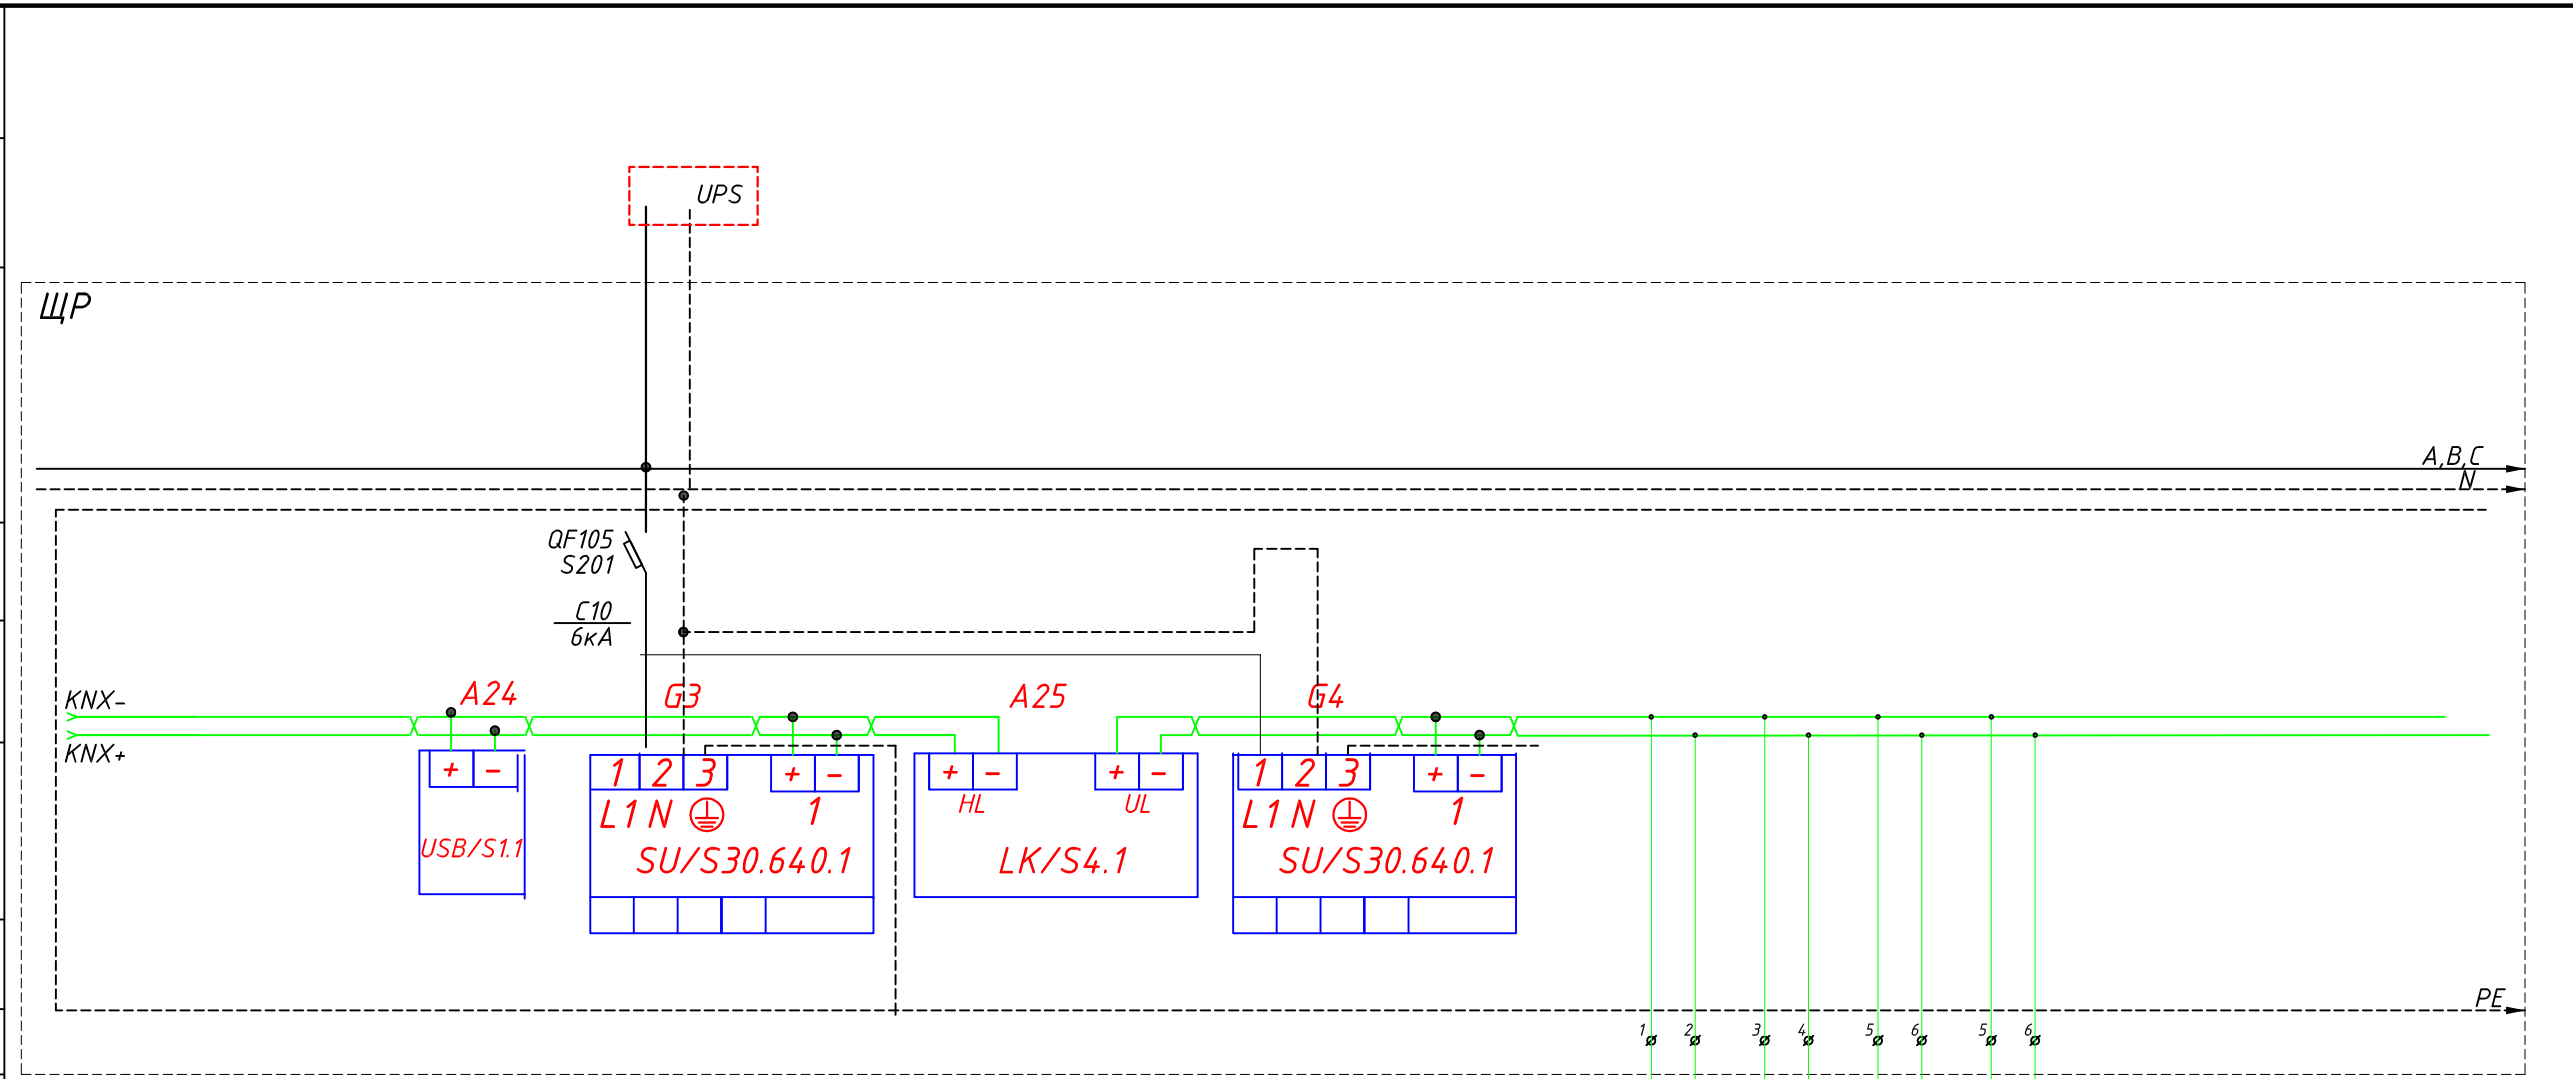 UPS
ЩР
A,B,C
N
QF105
S201
C10
6кА
KNX-
KNX+
A24
G3
A25
G4
+ -
1 2 3
+ -
+ -
+ -
1 2 3
+ -
L1 N
1
HL
UL
L1 N
1
USB/S1.1
SU/S30.640.1
LK/S4.1
SU/S30.640.1
PE
1 2 3 4 5 6 5 6